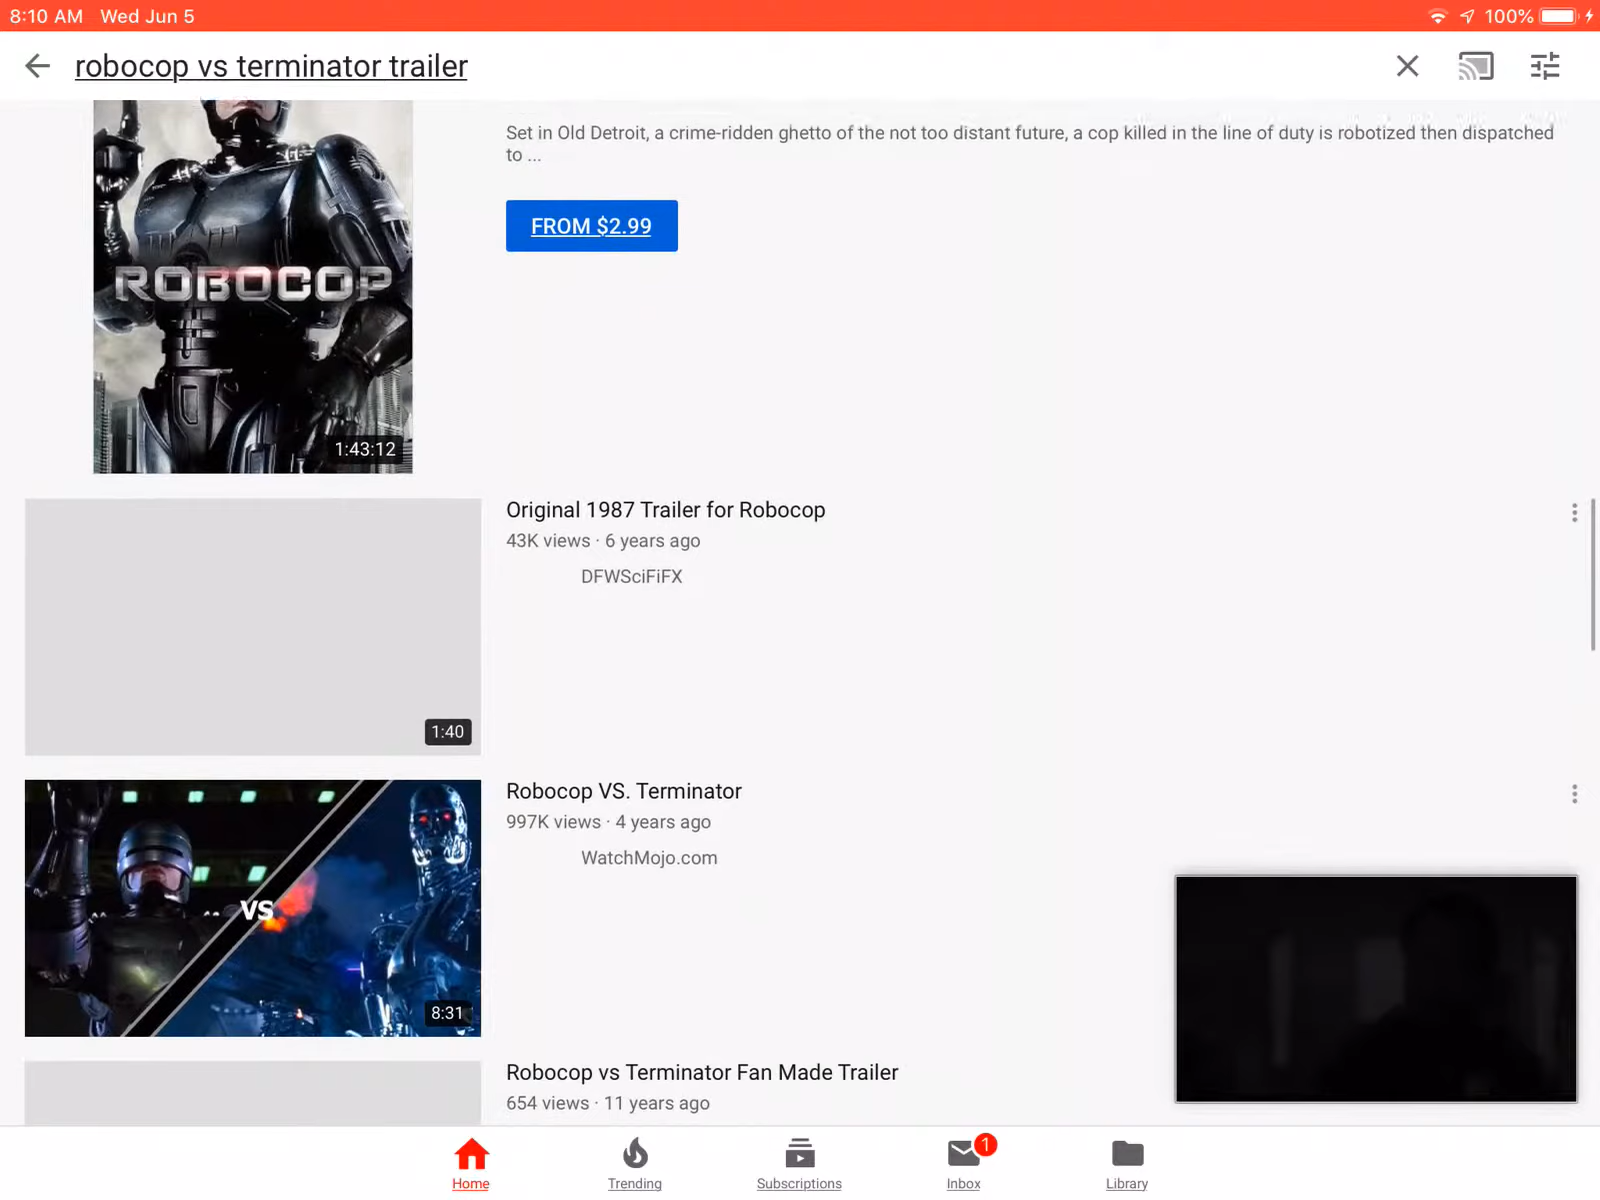 8:10 AM Wed Jun 5
100%
robocop vs terminator trailer
Set in Old Detroit, a crime-ridden ghetto of the not too distant future, a cop killed in the line of duty is robotized then dispatched
to ...
FROM $2.99
ROBOCOP
1:43:12
Original 1987 Trailer for Robocop
43K views · 6 years ago
DFWSciFiFX
1:40
Robocop VS. Terminator
997K views · 4 years ago
WatchMojo.com
VS
8:31
Robocop vs Terminator Fan Made Trailer
654 views · 11 years ago
1
Home
Trending
Subscriptions
Inbox
Library